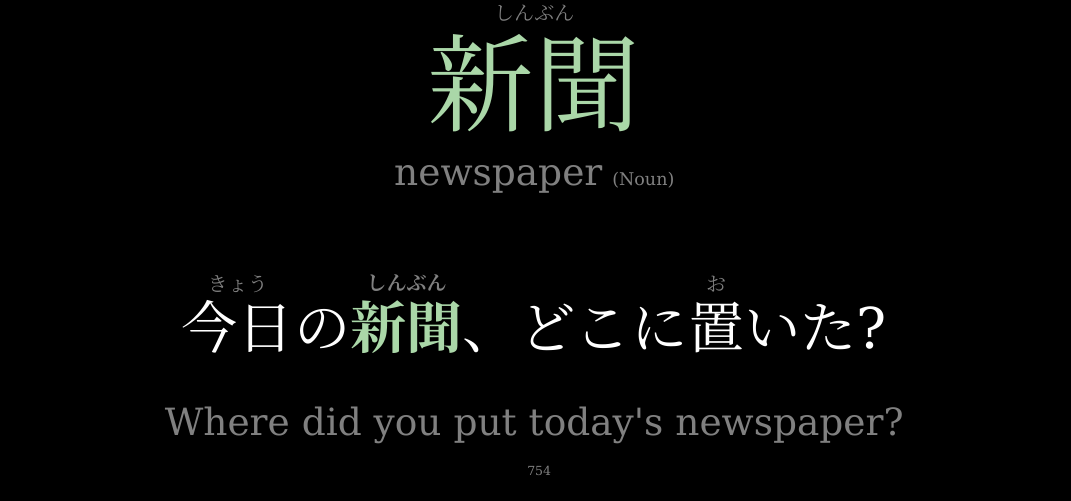 しんぶん
新聞
newspaper (Noun)
きょう しんぶん お
今日の新聞、どこに置いた?
Where did you put today's newspaper?
754